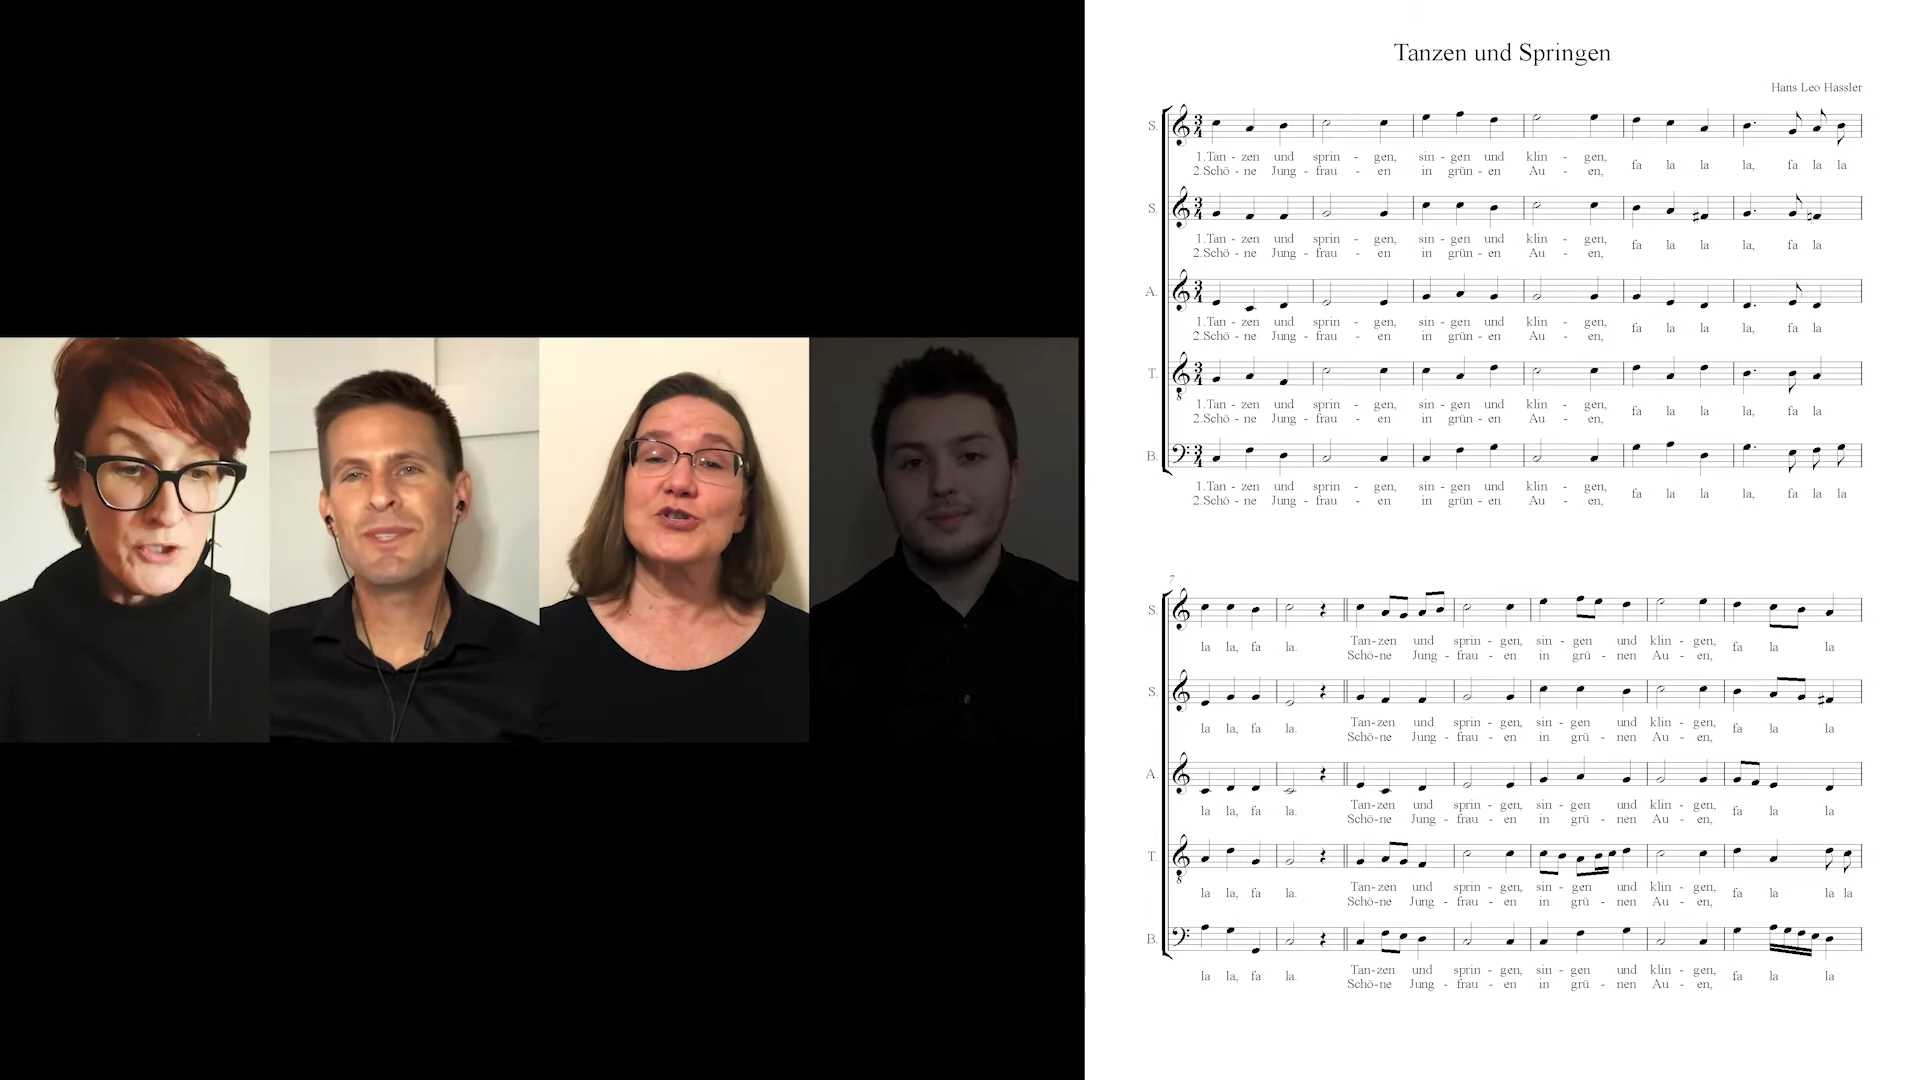 Tanzen und Springen
Hans Leo Hassler
S.
1.Tan - zen und sprin - gen, sin - gen und klin - gen, fa la la la, fa la la
2.Schö - ne Jung - frau - en in grün - en Au - en,
S.
1.Tan - zen und sprin - gen, sin - gen und klin - gen, fa la la la, fa la
2.Schö - ne Jung - frau - en in grün - en Au - en,
A.
1.Tan - zen und sprin - gen, sin - gen und klin - gen, fa la la la, fa la
2.Schö - ne Jung - frau - en in grün - en Au - en,
T.
1.Tan - zen und sprin - gen, sin - gen und klin - gen, fa la la la, fa la
2.Schö - ne Jung - frau - en in grün - en Au - en,
B.
1.Tan - zen und sprin - gen, sin - gen und klin - gen, fa la la la, fa la la
2.Schö - ne Jung - frau - en in grün - en Au - en,
7
S.
la la, fa la. Tan-zen und sprin - gen, sin - gen und klin - gen, fa la la
Schö-ne Jung - frau - en in grü - nen Au - en,
S.
la la, fa la. Tan-zen und sprin - gen, sin - gen und klin - gen, fa la la
Schö-ne Jung - frau - en in grü - nen Au - en,
A.
la la, fa la. Tan-zen und sprin - gen, sin - gen und klin - gen, fa la la
Schö-ne Jung - frau - en in grü - nen Au - en,
T.
la la, fa la. Tan-zen und sprin - gen, sin - gen und klin - gen, fa la la la
Schö-ne Jung - frau - en in grü - nen Au - en,
B.
la la, fa la. Tan-zen und sprin - gen, sin - gen und klin - gen, fa la la
Schö-ne Jung - frau - en in grü - nen Au - en,